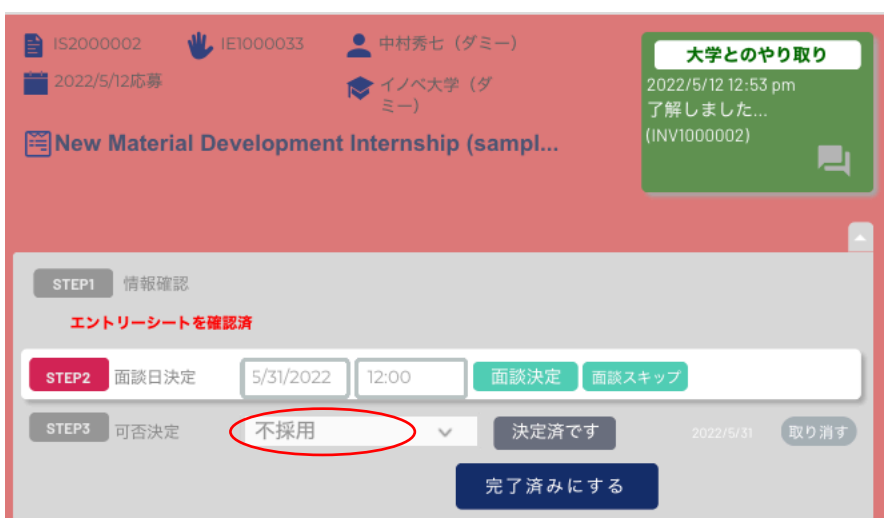 IS2000002 IE1000033 中村秀七（ダミー）
2022/5/12応募 イノベ大学（ダ
ミー）
New Material Development Internship (sampl...
大学とのやり取り
2022/5/12 12:53 pm
了解しました...
(INV1000002)
STEP1 情報確認
エントリーシートを確認済
STEP2 面談日決定 5/31/2022 12:00 面談決定 面談スキップ
STEP3 可否決定 不採用 決定済です 2022/5/31 取り消す
完了済みにする